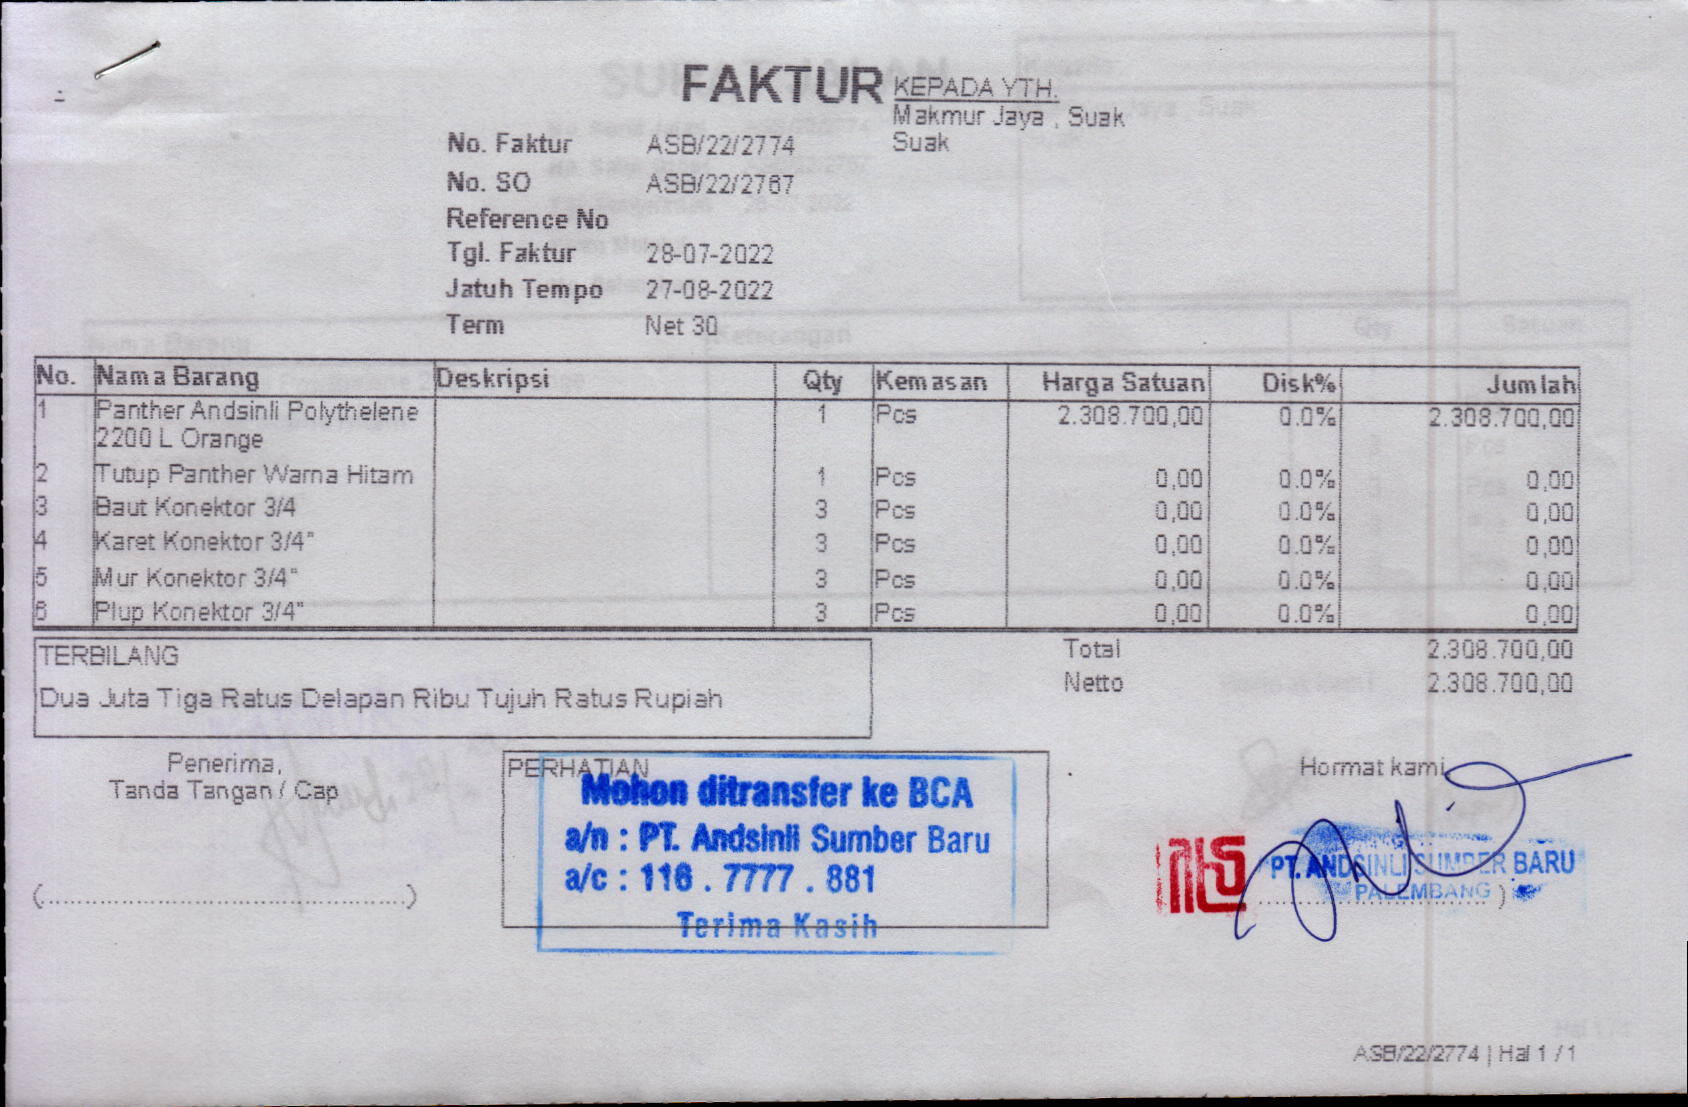 FAKTUR
KEPADA YTH.
Makmur Jaya , Suak
Suak
No. Faktur ASB/22/2774
No. SO ASB/22/2767
Reference No
Tgl. Faktur 28-07-2022
Jatuh Tempo 27-08-2022
Term Net 30
No. Nama Barang Deskripsi Qty Kemasan Harga Satuan Disk% Jumlah
1 Panther Andsinli Polythelene 1 Pcs 2.308.700,00 0.0% 2.308.700,00
2200 L Orange
2 Tutup Panther Warna Hitam 1 Pcs 0,00 0.0% 0,00
3 Baut Konektor 3/4 3 Pcs 0,00 0.0% 0,00
4 Karet Konektor 3/4" 3 Pcs 0,00 0.0% 0,00
5 Mur Konektor 3/4" 3 Pcs 0,00 0.0% 0,00
6 Plup Konektor 3/4" 3 Pcs 0,00 0.0% 0,00
TERBILANG
Dua Juta Tiga Ratus Delapan Ribu Tujuh Ratus Rupiah
Total 2.308.700,00
Netto 2.308.700,00
Penerima,
Tanda Tangan / Cap
(..............................................)
PERHATIAN
Mohon ditransfer ke BCA
a/n : PT. Andsinli Sumber Baru
a/c : 116 . 7777 . 881
Terima Kasih
Hormat kami
PT. ANDSINLI SUMBER BARU
PALEMBANG
ASB/22/2774 | Hal 1 / 1